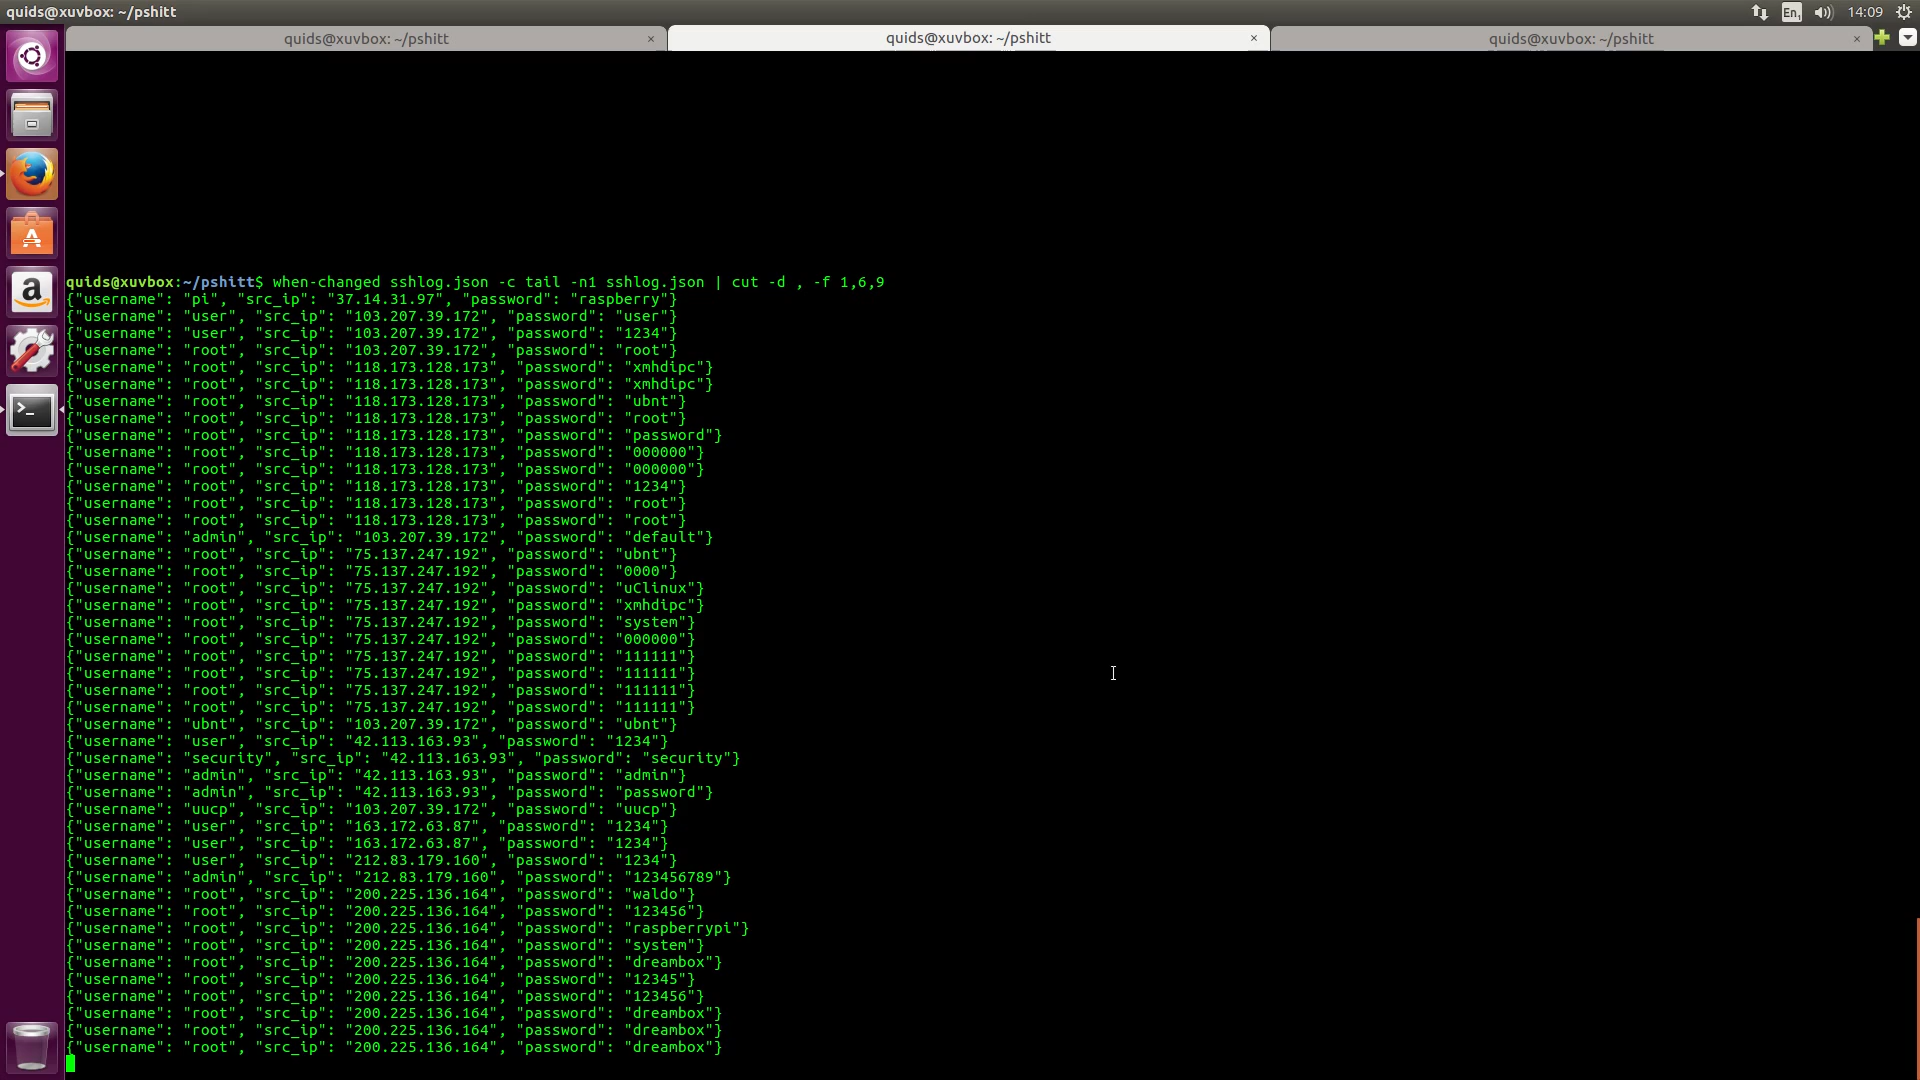 quids@xuvbox: ~/pshitt
En1
14:09
quids@xuvbox: ~/pshitt ×
quids@xuvbox: ~/pshitt ×
quids@xuvbox: ~/pshitt ×
quids@xuvbox:~/pshitt$ when-changed sshlog.json -c tail -n1 sshlog.json | cut -d , -f 1,6,9
{"username": "pi", "src_ip": "37.14.31.97", "password": "raspberry"}
{"username": "user", "src_ip": "103.207.39.172", "password": "user"}
{"username": "user", "src_ip": "103.207.39.172", "password": "1234"}
{"username": "root", "src_ip": "103.207.39.172", "password": "root"}
{"username": "root", "src_ip": "118.173.128.173", "password": "xmhdipc"}
{"username": "root", "src_ip": "118.173.128.173", "password": "xmhdipc"}
{"username": "root", "src_ip": "118.173.128.173", "password": "ubnt"}
{"username": "root", "src_ip": "118.173.128.173", "password": "root"}
{"username": "root", "src_ip": "118.173.128.173", "password": "password"}
{"username": "root", "src_ip": "118.173.128.173", "password": "000000"}
{"username": "root", "src_ip": "118.173.128.173", "password": "000000"}
{"username": "root", "src_ip": "118.173.128.173", "password": "1234"}
{"username": "root", "src_ip": "118.173.128.173", "password": "root"}
{"username": "root", "src_ip": "118.173.128.173", "password": "root"}
{"username": "admin", "src_ip": "103.207.39.172", "password": "default"}
{"username": "root", "src_ip": "75.137.247.192", "password": "ubnt"}
{"username": "root", "src_ip": "75.137.247.192", "password": "0000"}
{"username": "root", "src_ip": "75.137.247.192", "password": "uClinux"}
{"username": "root", "src_ip": "75.137.247.192", "password": "xmhdipc"}
{"username": "root", "src_ip": "75.137.247.192", "password": "system"}
{"username": "root", "src_ip": "75.137.247.192", "password": "000000"}
{"username": "root", "src_ip": "75.137.247.192", "password": "111111"}
{"username": "root", "src_ip": "75.137.247.192", "password": "111111"}
{"username": "root", "src_ip": "75.137.247.192", "password": "111111"}
{"username": "root", "src_ip": "75.137.247.192", "password": "111111"}
{"username": "ubnt", "src_ip": "103.207.39.172", "password": "ubnt"}
{"username": "user", "src_ip": "42.113.163.93", "password": "1234"}
{"username": "security", "src_ip": "42.113.163.93", "password": "security"}
{"username": "admin", "src_ip": "42.113.163.93", "password": "admin"}
{"username": "admin", "src_ip": "42.113.163.93", "password": "password"}
{"username": "uucp", "src_ip": "103.207.39.172", "password": "uucp"}
{"username": "user", "src_ip": "163.172.63.87", "password": "1234"}
{"username": "user", "src_ip": "163.172.63.87", "password": "1234"}
{"username": "user", "src_ip": "212.83.179.160", "password": "1234"}
{"username": "admin", "src_ip": "212.83.179.160", "password": "123456789"}
{"username": "root", "src_ip": "200.225.136.164", "password": "waldo"}
{"username": "root", "src_ip": "200.225.136.164", "password": "123456"}
{"username": "root", "src_ip": "200.225.136.164", "password": "raspberrypi"}
{"username": "root", "src_ip": "200.225.136.164", "password": "system"}
{"username": "root", "src_ip": "200.225.136.164", "password": "dreambox"}
{"username": "root", "src_ip": "200.225.136.164", "password": "12345"}
{"username": "root", "src_ip": "200.225.136.164", "password": "123456"}
{"username": "root", "src_ip": "200.225.136.164", "password": "dreambox"}
{"username": "root", "src_ip": "200.225.136.164", "password": "dreambox"}
{"username": "root", "src_ip": "200.225.136.164", "password": "dreambox"}